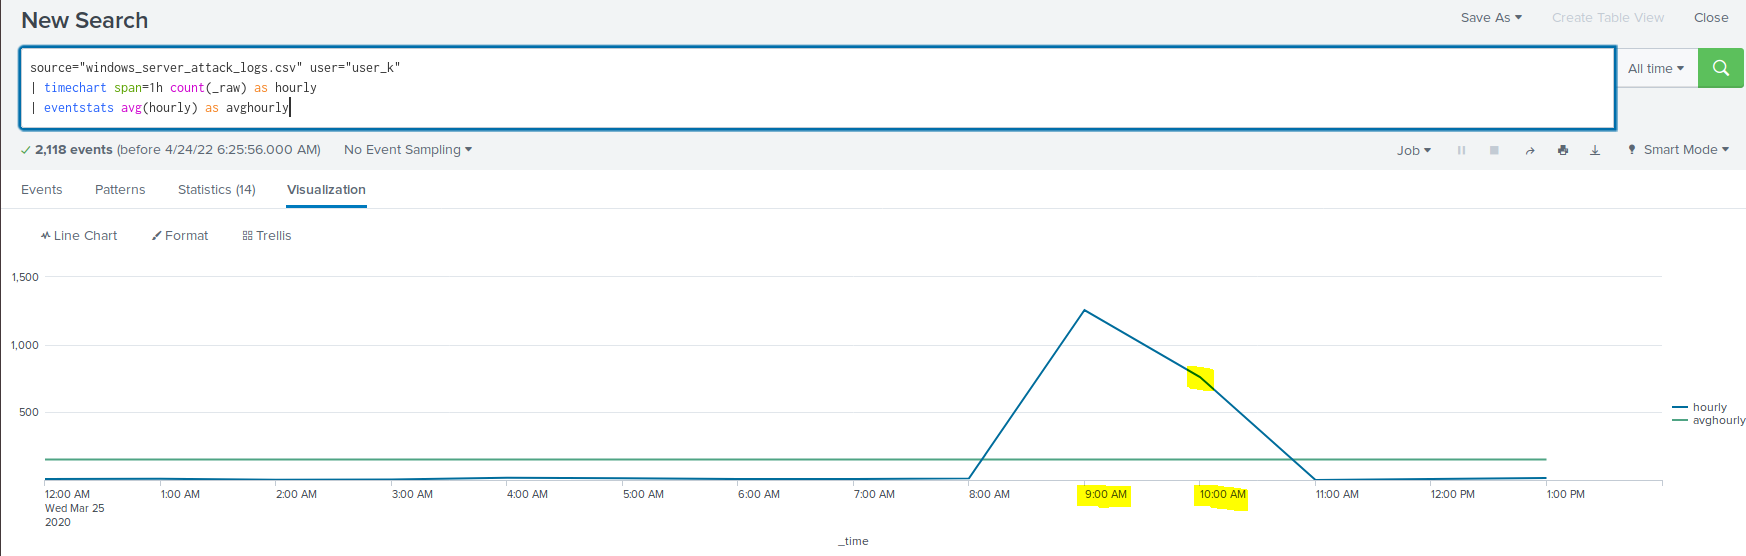 New Search
Save As ▾ Create Table View Close
source="windows_server_attack_logs.csv" user="user_k"
| timechart span=1h count(_raw) as hourly
| eventstats avg(hourly) as avghourly
All time ▾
✓ 2,118 events (before 4/24/22 6:25:56.000 AM) No Event Sampling ▾
Job ▾ Smart Mode ▾
Events Patterns Statistics (14) Visualization
Line Chart Format Trellis
1,500
1,000
500
hourly
avghourly
12:00 AM 1:00 AM 2:00 AM 3:00 AM 4:00 AM 5:00 AM 6:00 AM 7:00 AM 8:00 AM 9:00 AM 10:00 AM 11:00 AM 12:00 PM 1:00 PM
Wed Mar 25
2020
_time